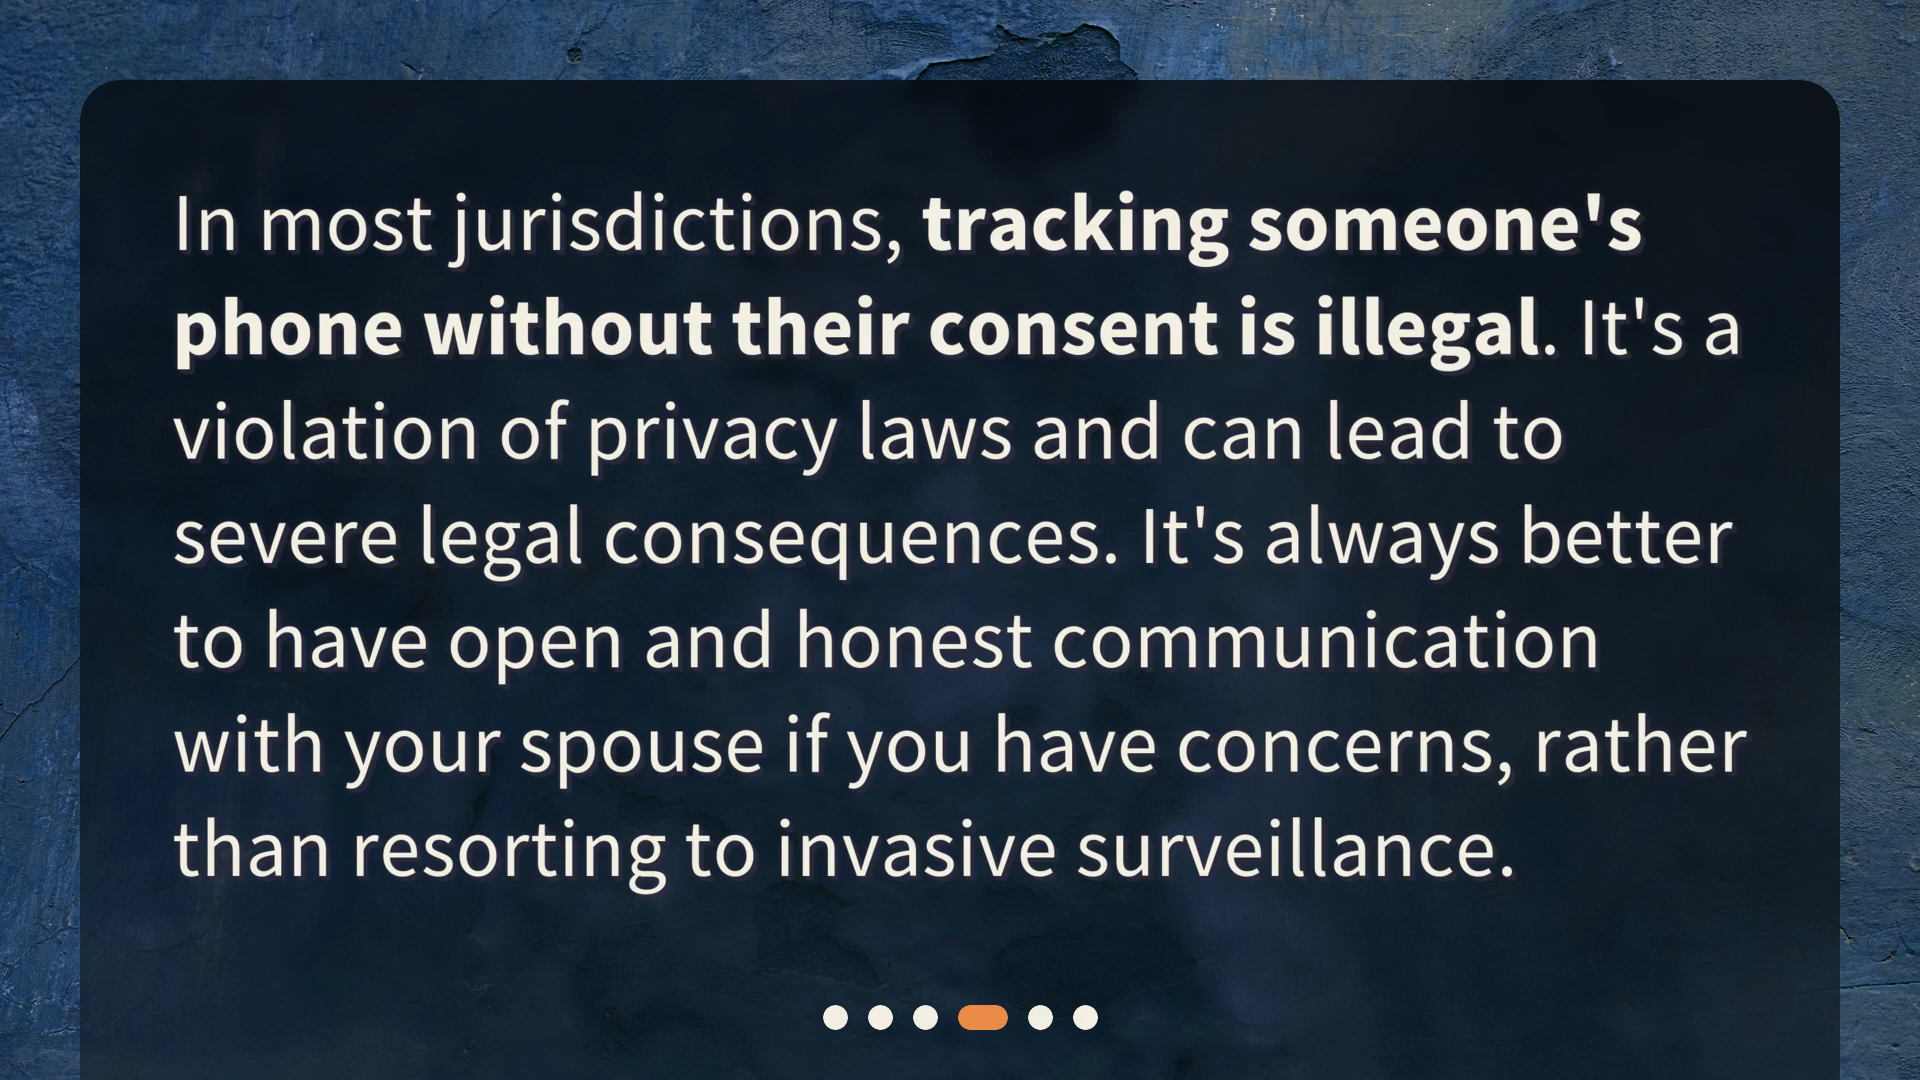 In most jurisdictions, tracking someone's
phone without their consent is illegal. It's a
violation of privacy laws and can lead to
severe legal consequences. It's always better
to have open and honest communication
with your spouse if you have concerns, rather
than resorting to invasive surveillance.